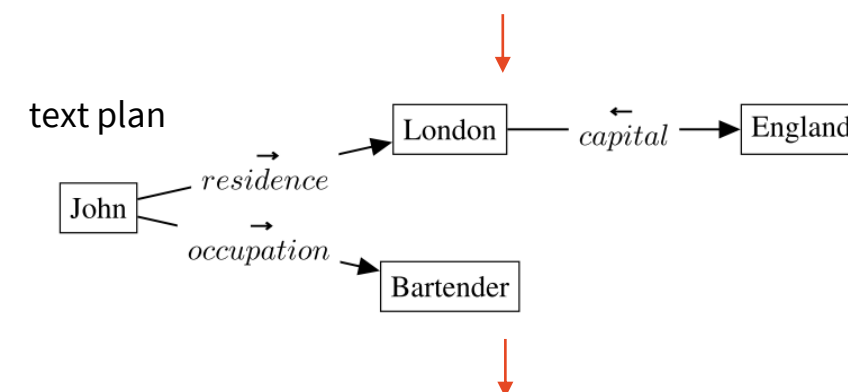 text plan
London
capital
England
residence
John
occupation
Bartender